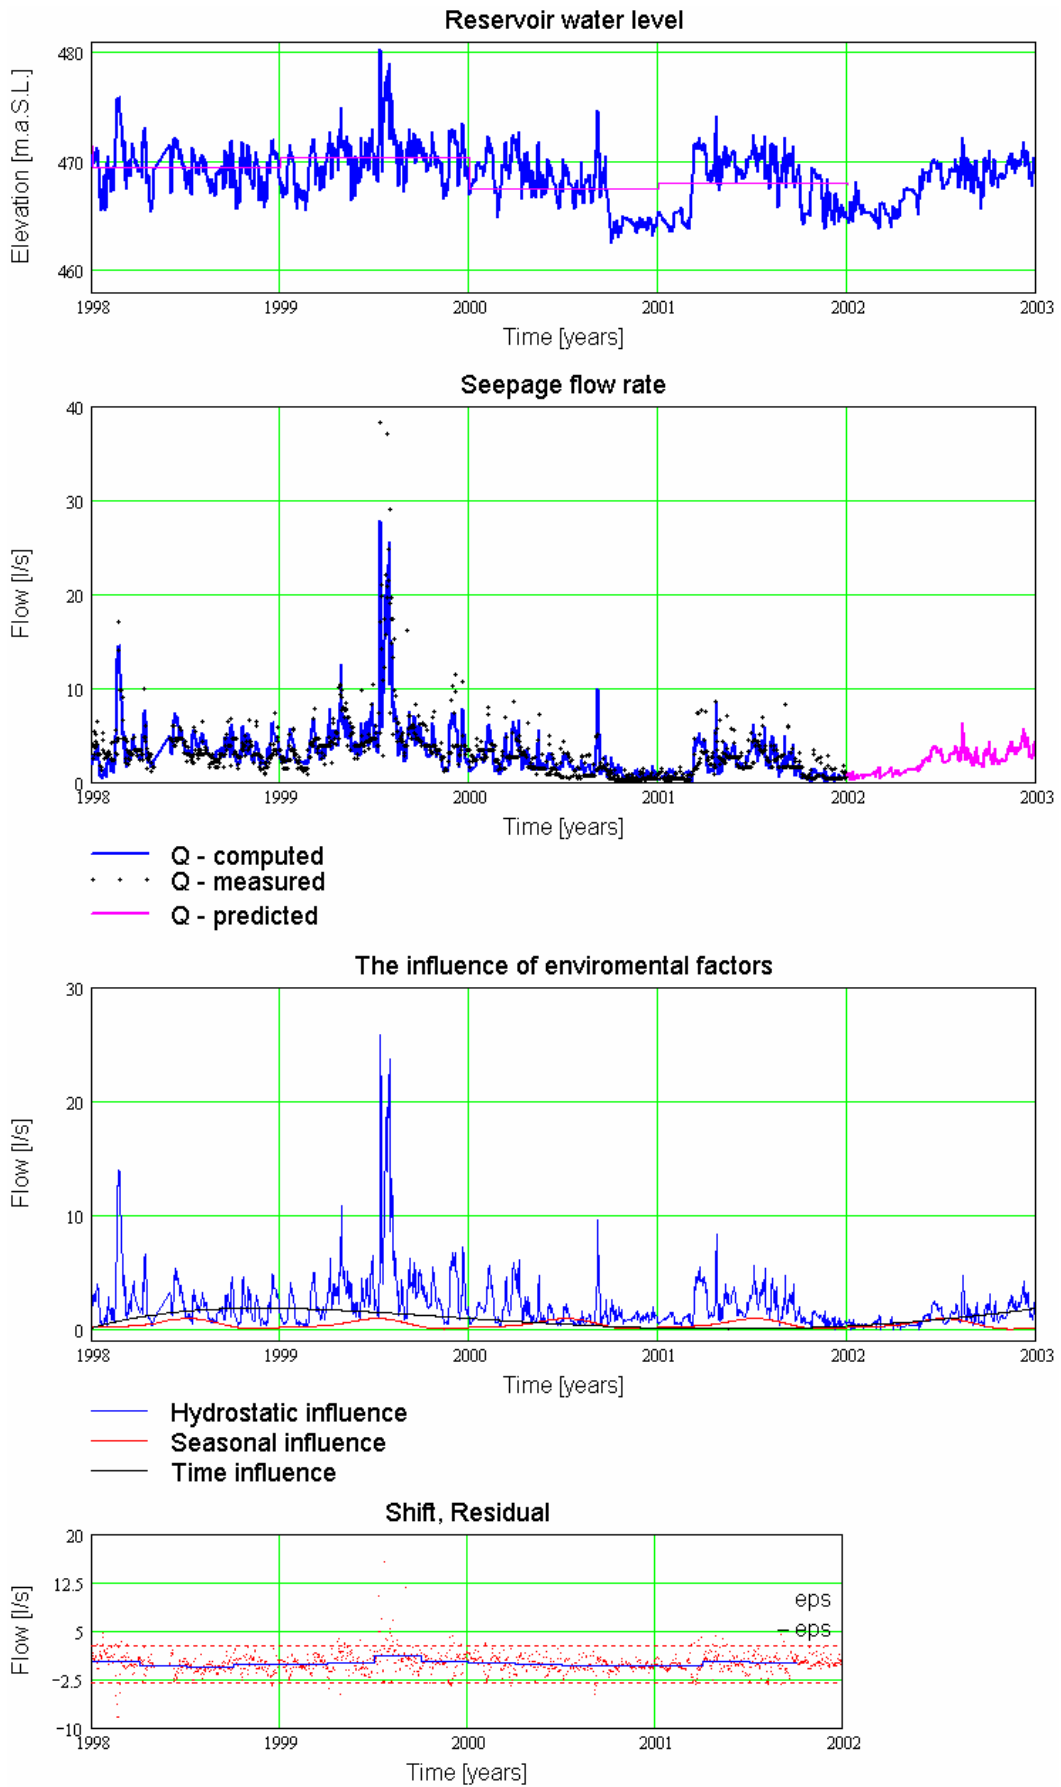 Reservoir water level
Elevation [m.a.S.L.]
480
470
460
1998 1999 2000 2001 2002 2003
Time [years]
Seepage flow rate
Flow [l/s]
40
30
20
10
0
1998 1999 2000 2001 2002 2003
Time [years]
Q - computed
Q - measured
Q - predicted
The influence of enviromental factors
Flow [l/s]
30
20
10
0
1998 1999 2000 2001 2002 2003
Time [years]
Hydrostatic influence
Seasonal influence
Time influence
Shift, Residual
Flow [l/s]
20
12.5
5
−2.5
−10
eps
− eps
1998 1999 2000 2001 2002
Time [years]